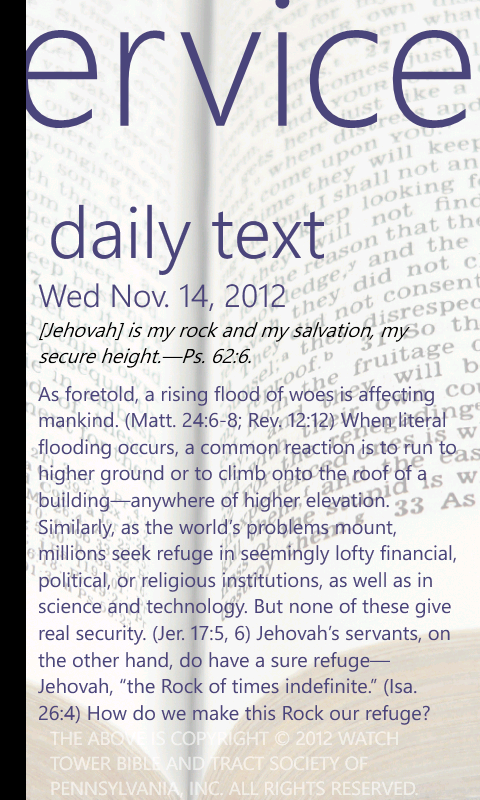 ervice
daily text
Wed Nov. 14, 2012
[Jehovah] is my rock and my salvation, my
secure height.—Ps. 62:6.
As foretold, a rising flood of woes is affecting
mankind. (Matt. 24:6-8; Rev. 12:12) When literal
flooding occurs, a common reaction is to run to
higher ground or to climb onto the roof of a
building—anywhere of higher elevation.
Similarly, as the world’s problems mount,
millions seek refuge in seemingly lofty financial,
political, or religious institutions, as well as in
science and technology. But none of these give
real security. (Jer. 17:5, 6) Jehovah’s servants, on
the other hand, do have a sure refuge—
Jehovah, “the Rock of times indefinite.” (Isa.
26:4) How do we make this Rock our refuge?
THE ABOVE IS COPYRIGHT © 2012 WATCH
TOWER BIBLE AND TRACT SOCIETY OF
PENNSYLVANIA, INC. ALL RIGHTS RESERVED.